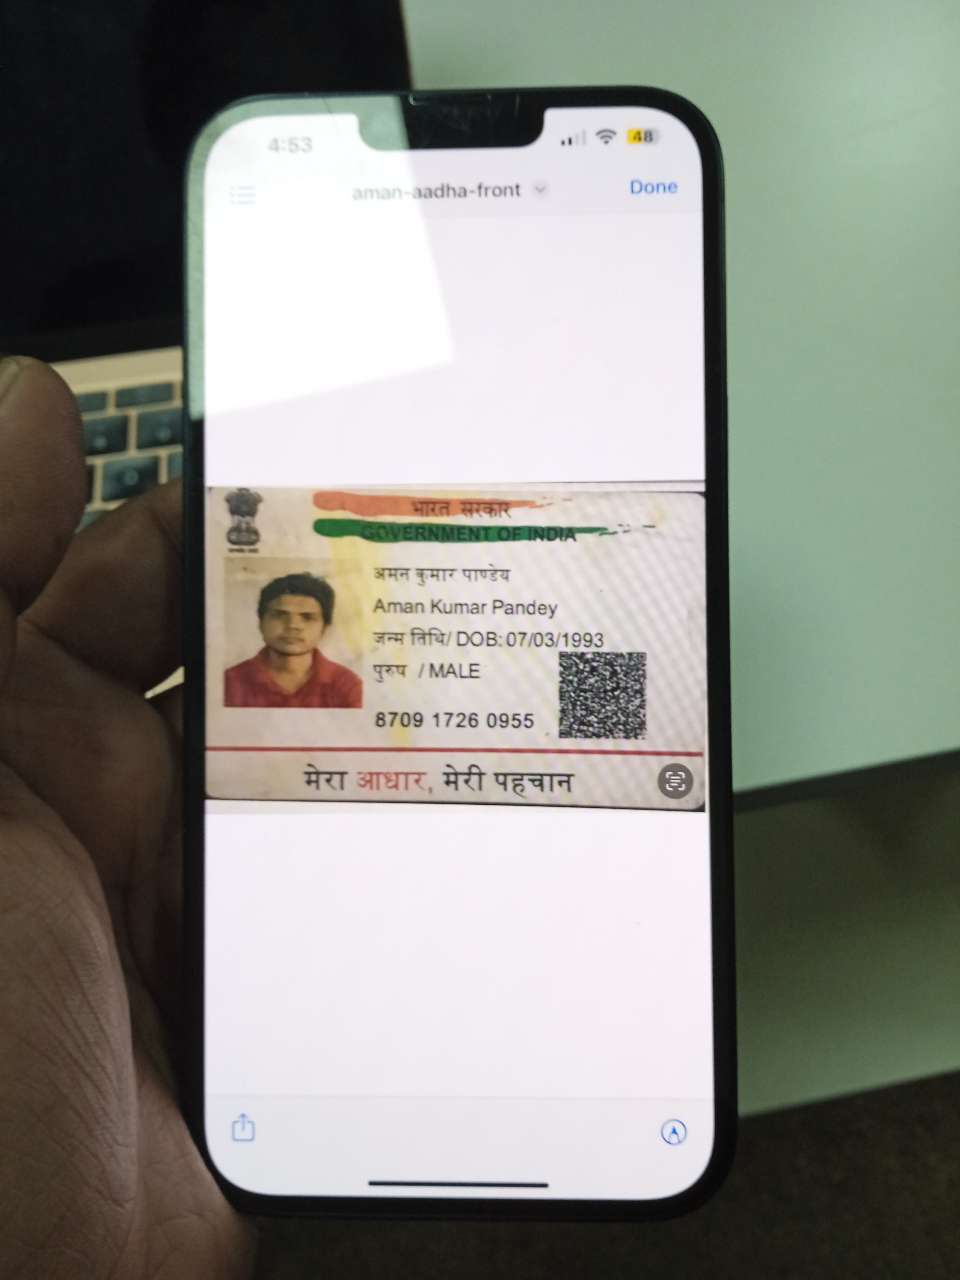 4:53
48
aman-aadha-front
Done
भारत सरकार
GOVERNMENT OF INDIA
अमन कुमार पाण्डेय
Aman Kumar Pandey
जन्म तिथि/ DOB: 07/03/1993
पुरुष / MALE
8709 1726 0955
मेरा आधार, मेरी पहचान